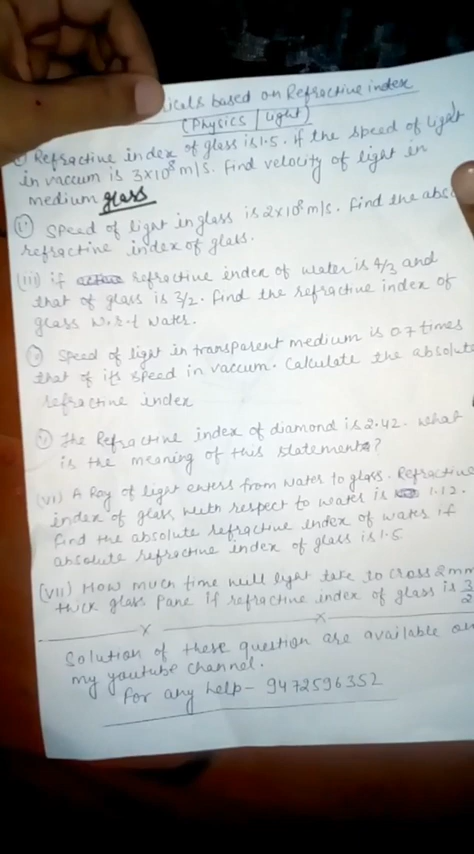 based on Refractive index
(Physics | Light)
Refractive index of glass is 1.5. if the speed of light
in vaccum is 3×10⁸ m/s. Find velocity of light in
medium glass
(ii) Speed of light in glass is 2×10⁸ m/s. find the abso
refractive index of glass.
(iii) if refractive index of water is 4/3 and
that of glass is 3/2. find the refractive index of
glass w.r.t water.
Speed of light in transparent medium is 0.7 times
that of its speed in vaccum. Calculate the absolute
refractive index
(v) The Refractive index of diamond is 2.42. what
is the meaning of this statement?
(vi) A Ray of light enters from water to glass. Refractive
index of glass with respect to water is 1.12.
find the absolute refractive index of water if
absolute refractive index of glass is 1.5
(VII) How much time will light take to cross 2mm
thick glass pane if refractive index of glass is 3/2
x x
Solution of these question are available on
my youtube channel.
for any help - 9472596352